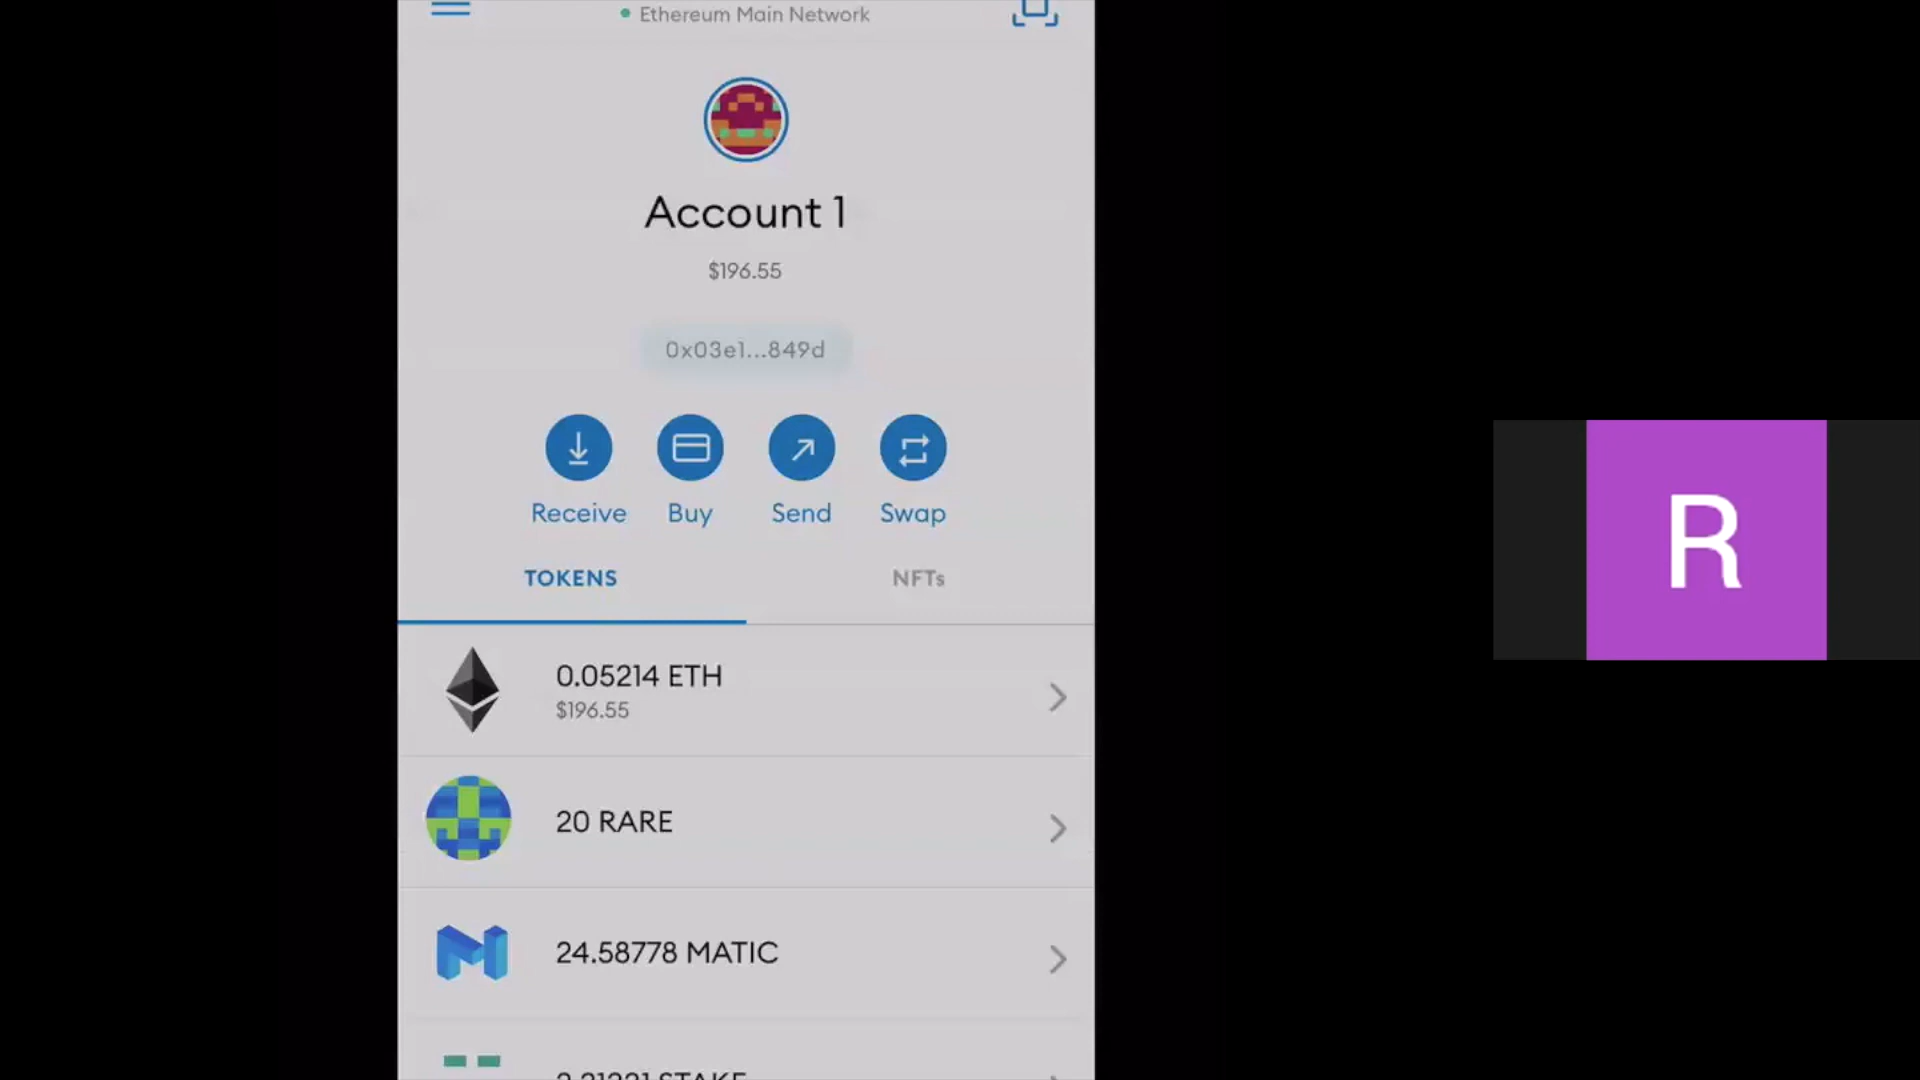 Ethereum Main Network
Account 1
$196.55
0x03e1...849d
Receive Buy Send Swap
TOKENS NFTs
0.05214 ETH
$196.55
20 RARE
24.58778 MATIC
STAKE
R